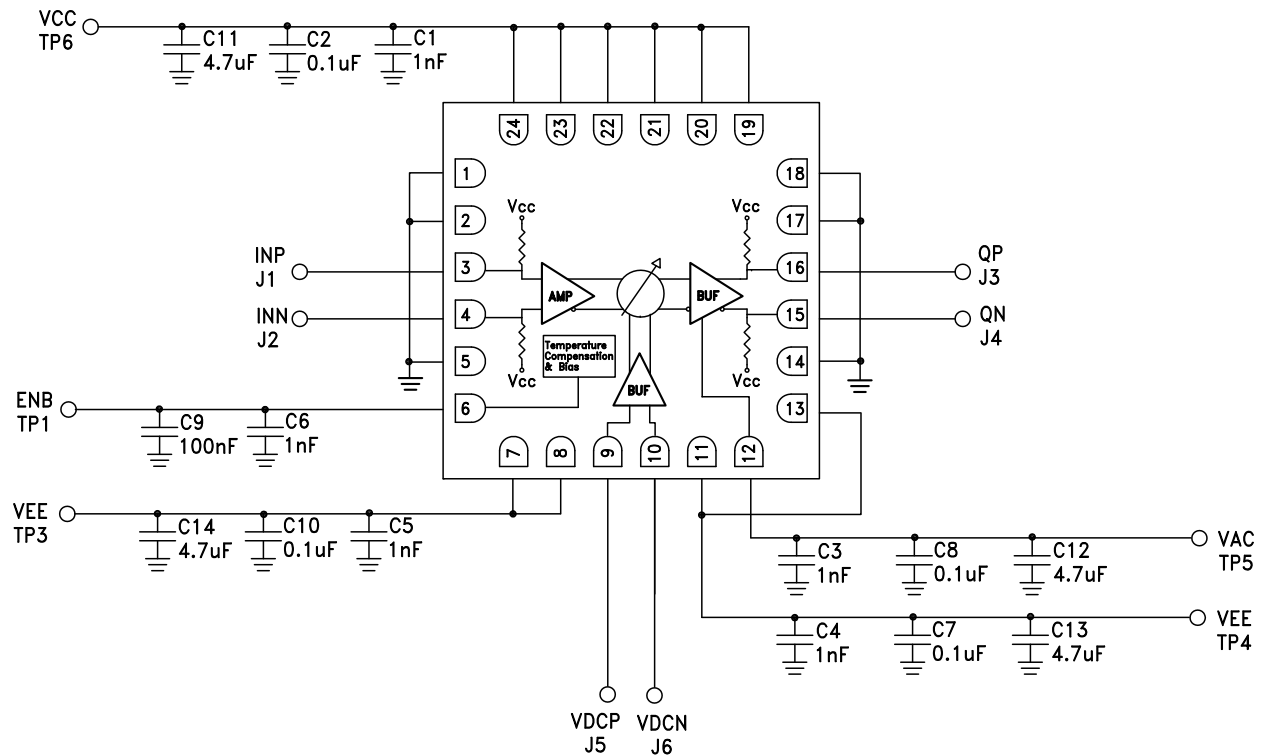 VCC
TP6
C11
4.7uF
C2
0.1uF
C1
1nF
24
23
22
21
20
19
1
2
3
4
5
6
18
17
16
15
14
13
7
8
9
10
11
12
Vcc
Vcc
Vcc
Vcc
AMP
BUF
BUF
Temperature
Compensation
& Bias
INP
J1
INN
J2
QP
J3
QN
J4
ENB
TP1
C9
100nF
C6
1nF
VEE
TP3
C14
4.7uF
C10
0.1uF
C5
1nF
C3
1nF
C8
0.1uF
C12
4.7uF
VAC
TP5
C4
1nF
C7
0.1uF
C13
4.7uF
VEE
TP4
VDCP
J5
VDCN
J6